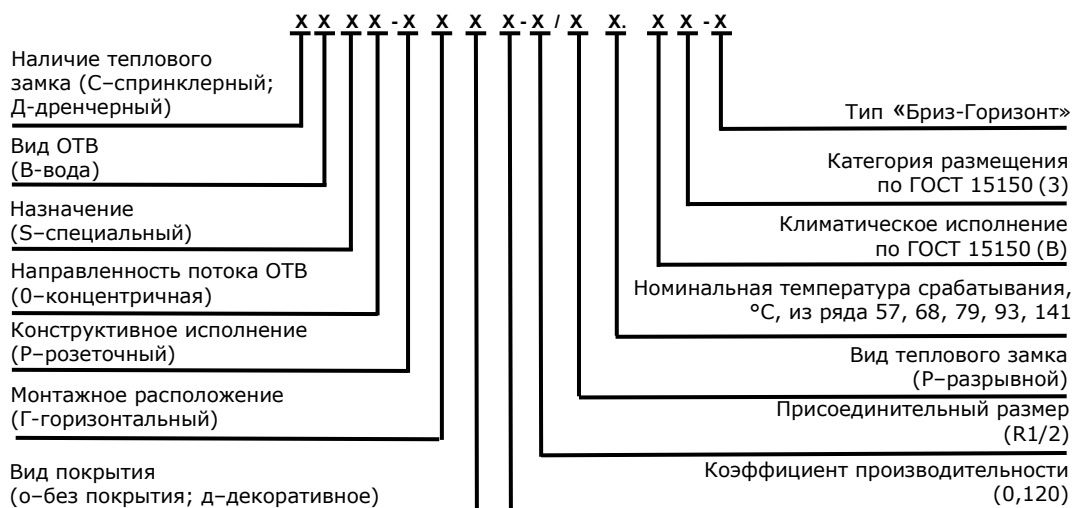 X X X X - X X X X - X / X X. X X - X
Наличие теплового
замка (С–спринклерный;
Д-дренчерный)
Вид ОТВ
(В-вода)
Назначение
(S–специальный)
Направленность потока ОТВ
(0–концентричная)
Конструктивное исполнение
(Р–розеточный)
Монтажное расположение
(Г-горизонтальный)
Вид покрытия
(о–без покрытия; д–декоративное)
Тип «Бриз-Горизонт»
Категория размещения
по ГОСТ 15150 (3)
Климатическое исполнение
по ГОСТ 15150 (В)
Номинальная температура срабатывания,
°С, из ряда 57, 68, 79, 93, 141
Вид теплового замка
(Р–разрывной)
Присоединительный размер
(R1/2)
Коэффициент производительности
(0,120)